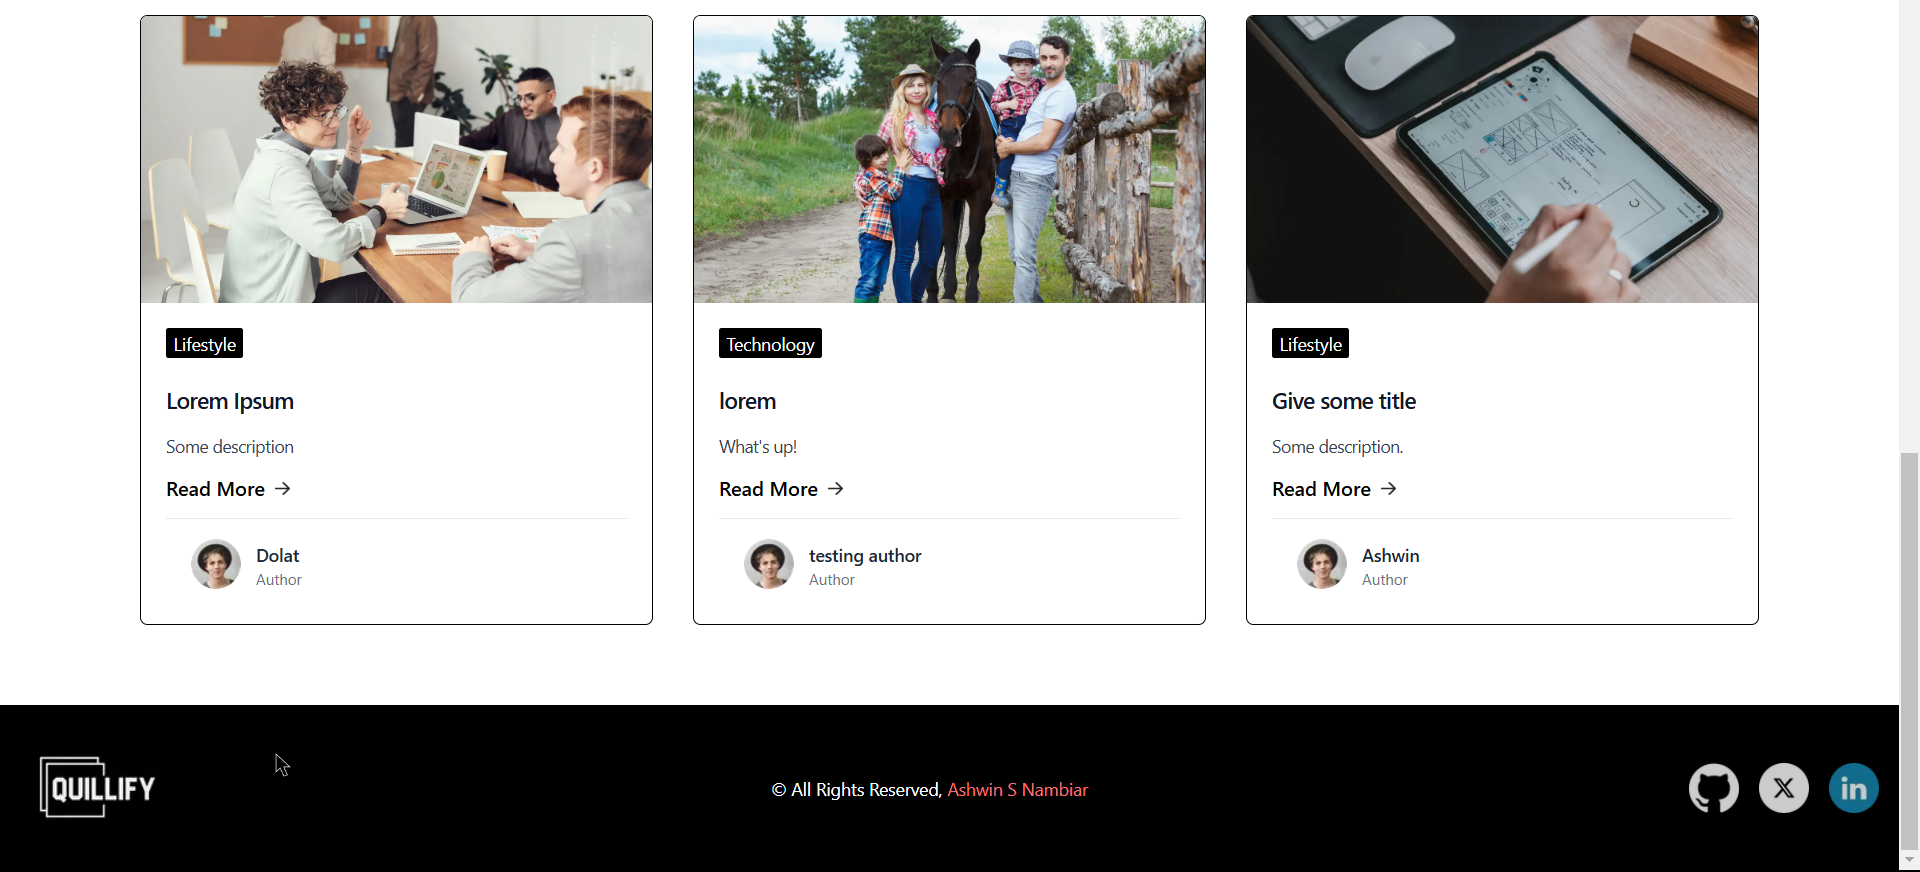 Lifestyle
Lorem Ipsum
Some description
Read More →
Dolat
Author
Technology
lorem
What's up!
Read More →
testing author
Author
Lifestyle
Give some title
Some description.
Read More →
Ashwin
Author
QUILLIFY
© All Rights Reserved, Ashwin S Nambiar
X
in